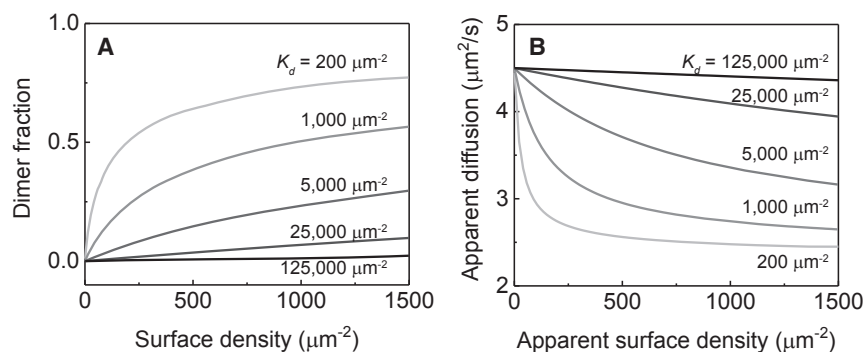 A
Dimer fraction
1.0
0.5
0.0
K_d = 200 μm⁻²
1,000 μm⁻²
5,000 μm⁻²
25,000 μm⁻²
125,000 μm⁻²
0 500 1000 1500
Surface density (μm⁻²)
B
Apparent diffusion (μm²/s)
5
4
3
2
K_d = 125,000 μm⁻²
25,000 μm⁻²
5,000 μm⁻²
1,000 μm⁻²
200 μm⁻²
0 500 1000 1500
Apparent surface density (μm⁻²)